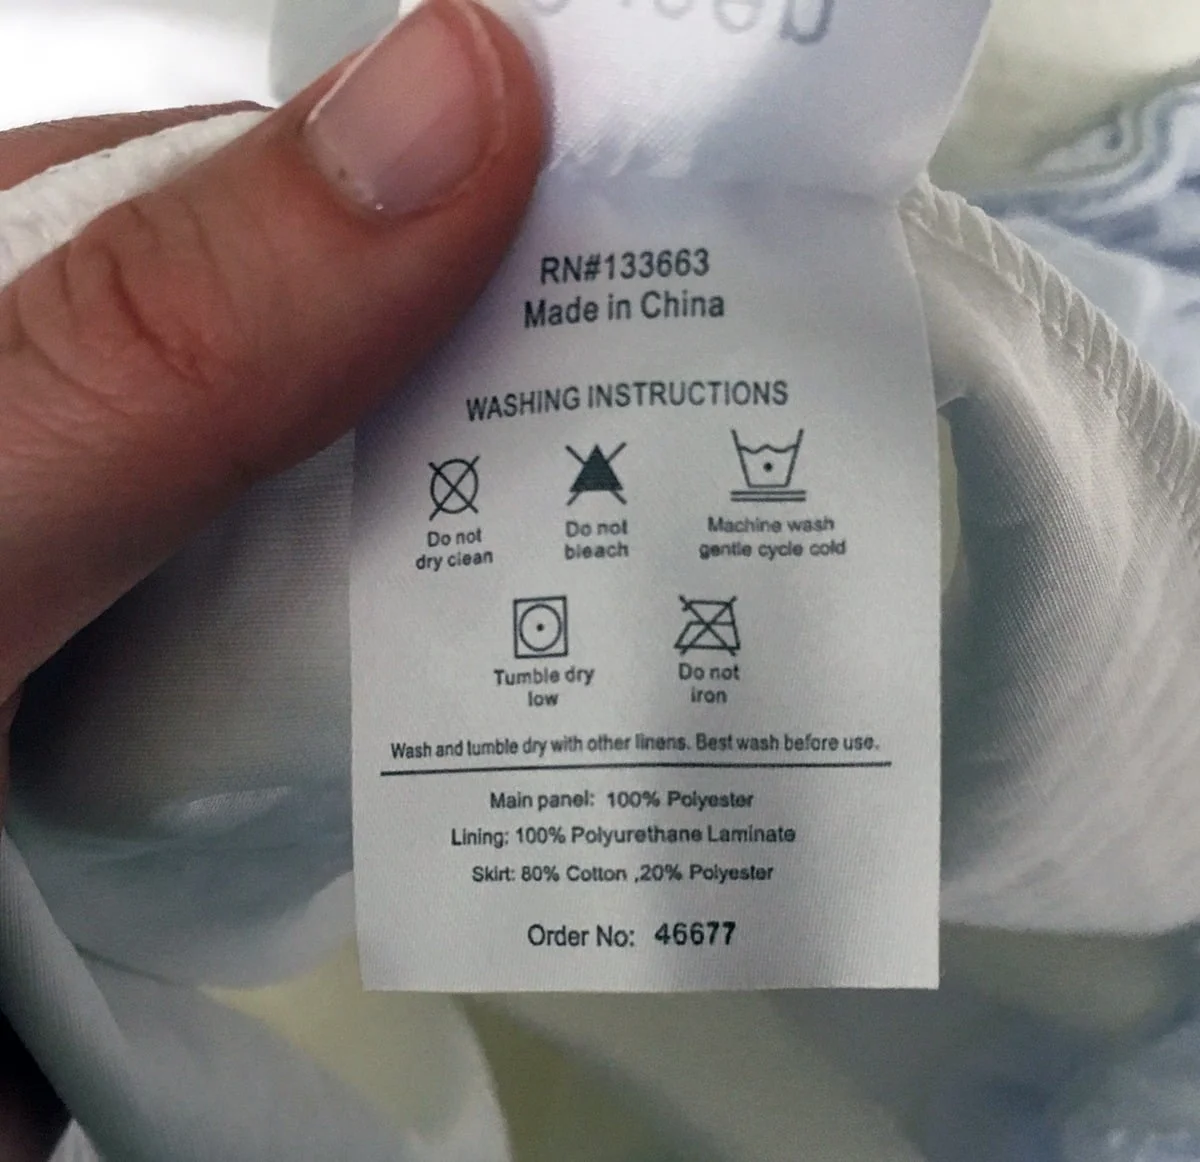 RN#133663
Made in China
WASHING INSTRUCTIONS
Do not
dry clean
Do not
bleach
Machine wash
gentle cycle cold
Tumble dry
low
Do not
iron
Wash and tumble dry with other linens. Best wash before use.
Main panel: 100% Polyester
Lining: 100% Polyurethane Laminate
Skirt: 80% Cotton ,20% Polyester
Order No: 46677